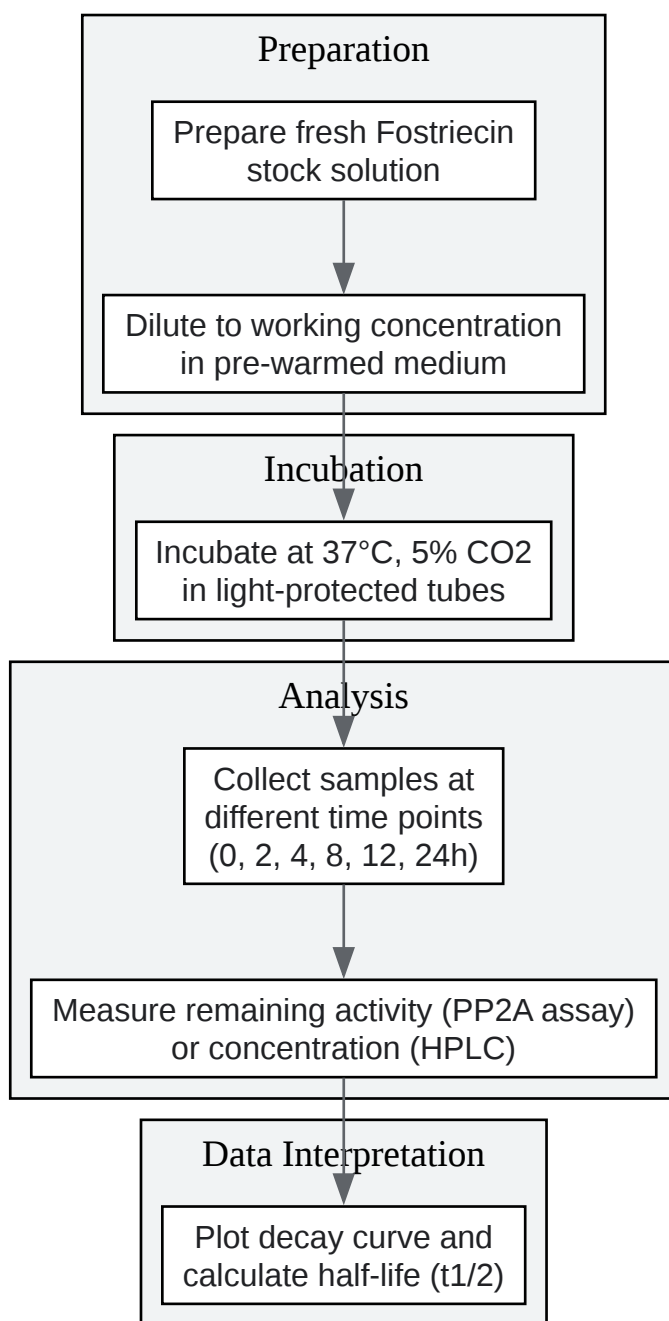 Preparation
Prepare fresh Fostriecin
stock solution
Dilute to working concentration
in pre-warmed medium
Incubation
Incubate at 37°C, 5% CO2
in light-protected tubes
Analysis
Collect samples at
different time points
(0, 2, 4, 8, 12, 24h)
Measure remaining activity (PP2A assay)
or concentration (HPLC)
Data Interpretation
Plot decay curve and
calculate half-life (t1/2)